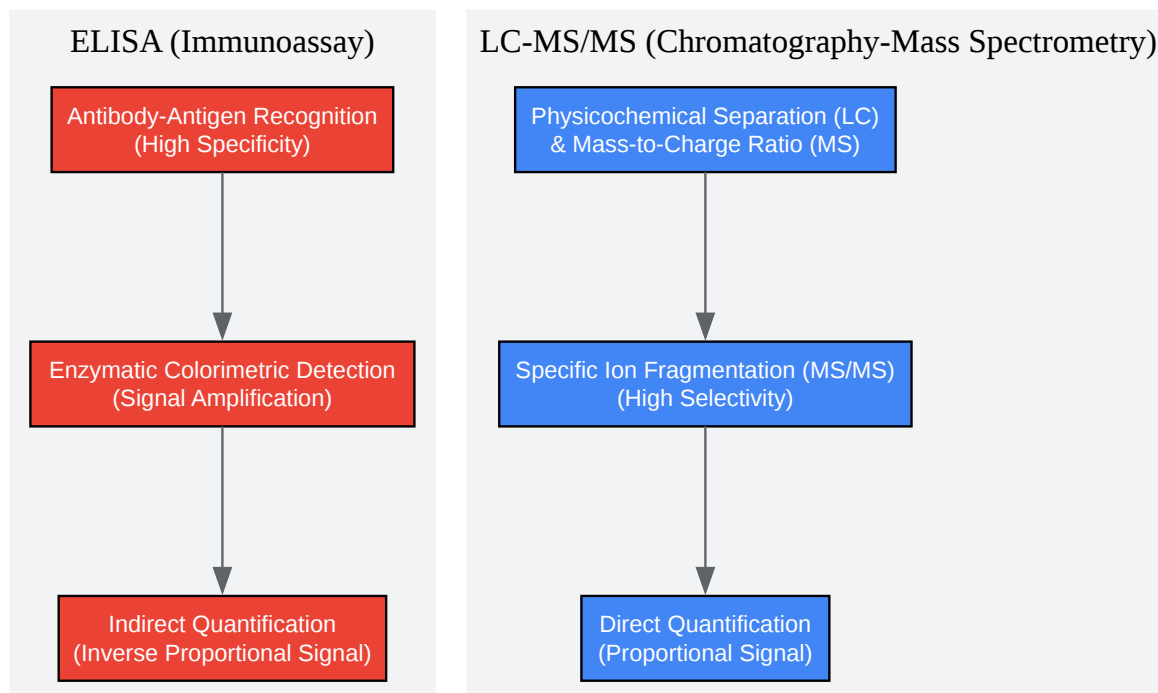 ELISA (Immunoassay)
Antibody-Antigen Recognition
(High Specificity)
Enzymatic Colorimetric Detection
(Signal Amplification)
Indirect Quantification
(Inverse Proportional Signal)
LC-MS/MS (Chromatography-Mass Spectrometry)
Physicochemical Separation (LC)
& Mass-to-Charge Ratio (MS)
Specific Ion Fragmentation (MS/MS)
(High Selectivity)
Direct Quantification
(Proportional Signal)